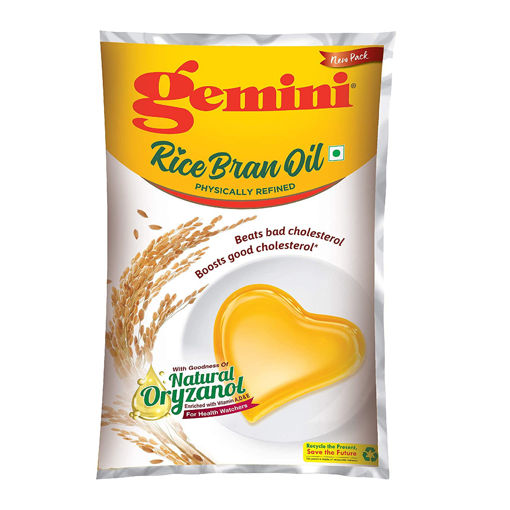 New Pack
gemini®
Rice Bran Oil
PHYSICALLY REFINED
Beats bad cholesterol
Boosts good cholesterol*
With Goodness Of
Natural
Oryzanol
Enriched with Vitamin A,D&E
For Health Watchers
Recycle the Present,
Save the Future